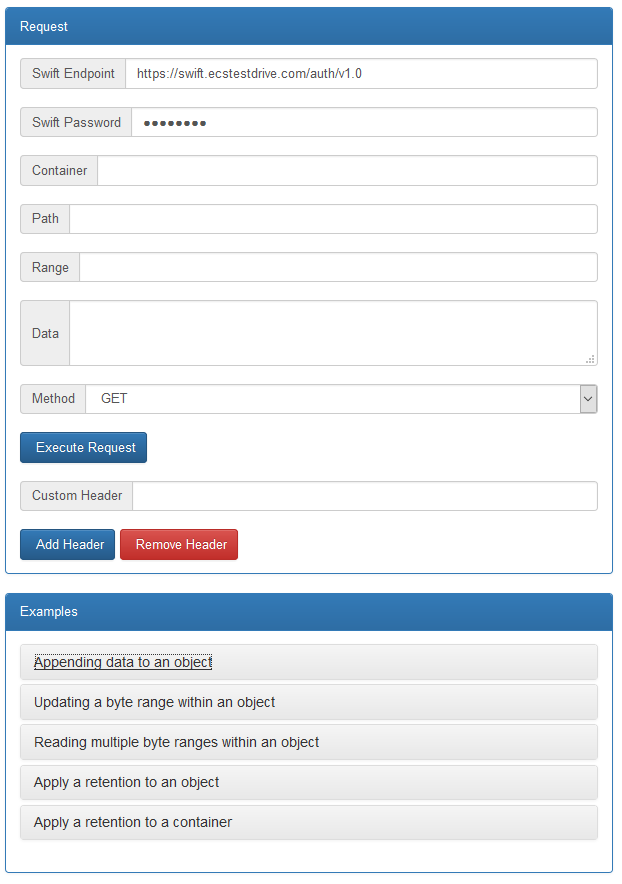 Request
Swift Endpoint https://swift.ecstestdrive.com/auth/v1.0
Swift Password ●●●●●●●●
Container
Path
Range
Data
Method GET
Execute Request
Custom Header
Add Header Remove Header
Examples
Appending data to an object
Updating a byte range within an object
Reading multiple byte ranges within an object
Apply a retention to an object
Apply a retention to a container